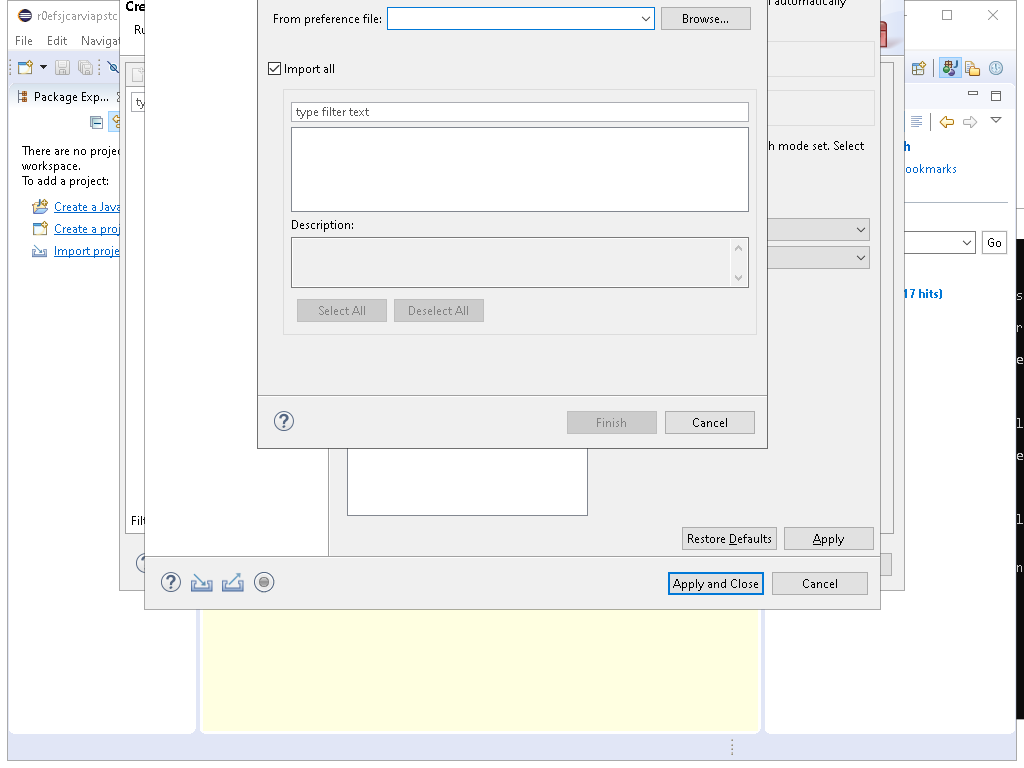 r0efsjcarviapstc
Cre
File Edit Navigat
Ru
Package Exp...
ty
There are no projec
workspace.
To add a project:
Create a Java
Create a proj
Import proje
Filt
From preference file:
Browse...
Import all
type filter text
Description:
Select All
Deselect All
Finish
Cancel
automatically
h mode set. Select
Restore Defaults
Apply
Apply and Close
Cancel
h
ookmarks
Go
17 hits)
s
r
e
l
e
l
n